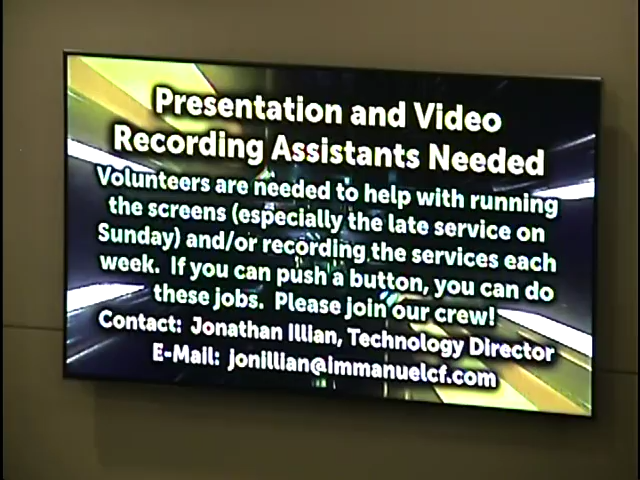 Presentation and Video
Recording Assistants Needed
Volunteers are needed to help with running
the screens (especially the late service on
Sunday) and/or recording the services each
week.  If you can push a button, you can do
these jobs.  Please join our crew!
Contact:  Jonathan Illian, Technology Director
E-Mail:  jonillian@immanuelcf.com